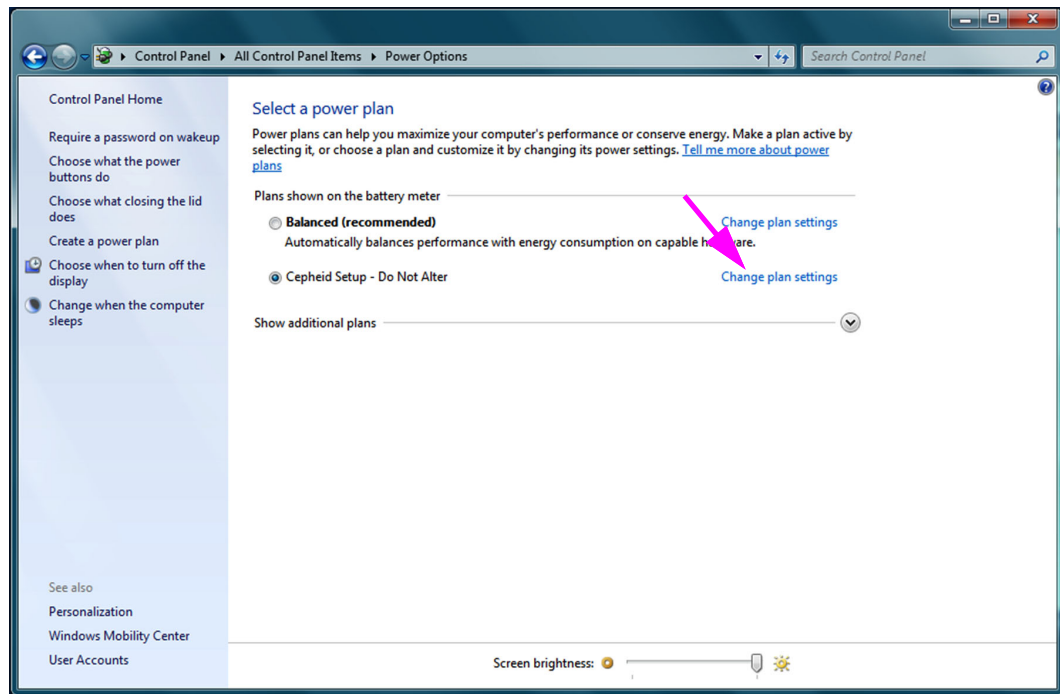 Control Panel ▸ All Control Panel Items ▸ Power Options
Search Control Panel
Control Panel Home
Require a password on wakeup
Choose what the power
buttons do
Choose what closing the lid
does
Create a power plan
Choose when to turn off the
display
Change when the computer
sleeps
See also
Personalization
Windows Mobility Center
User Accounts
Select a power plan
Power plans can help you maximize your computer's performance or conserve energy. Make a plan active by
selecting it, or choose a plan and customize it by changing its power settings. Tell me more about power
plans
Plans shown on the battery meter
Balanced (recommended) Change plan settings
Automatically balances performance with energy consumption on capable h ware.
Cepheid Setup - Do Not Alter Change plan settings
Show additional plans
Screen brightness: